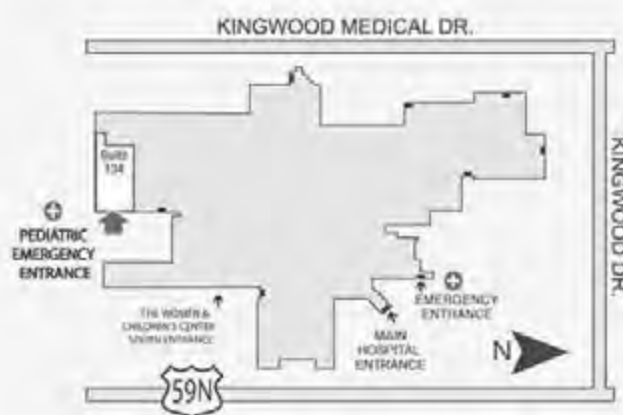 KINGWOOD MEDICAL DR.
KINGWOOD DR.
Suite
134
PEDIATRIC
EMERGENCY
ENTRANCE
THE WOMEN &
CHILDREN'S CENTER
SOUTH ENTRANCE
EMERGENCY
ENTRANCE
MAIN
HOSPITAL
ENTRANCE
N
59N